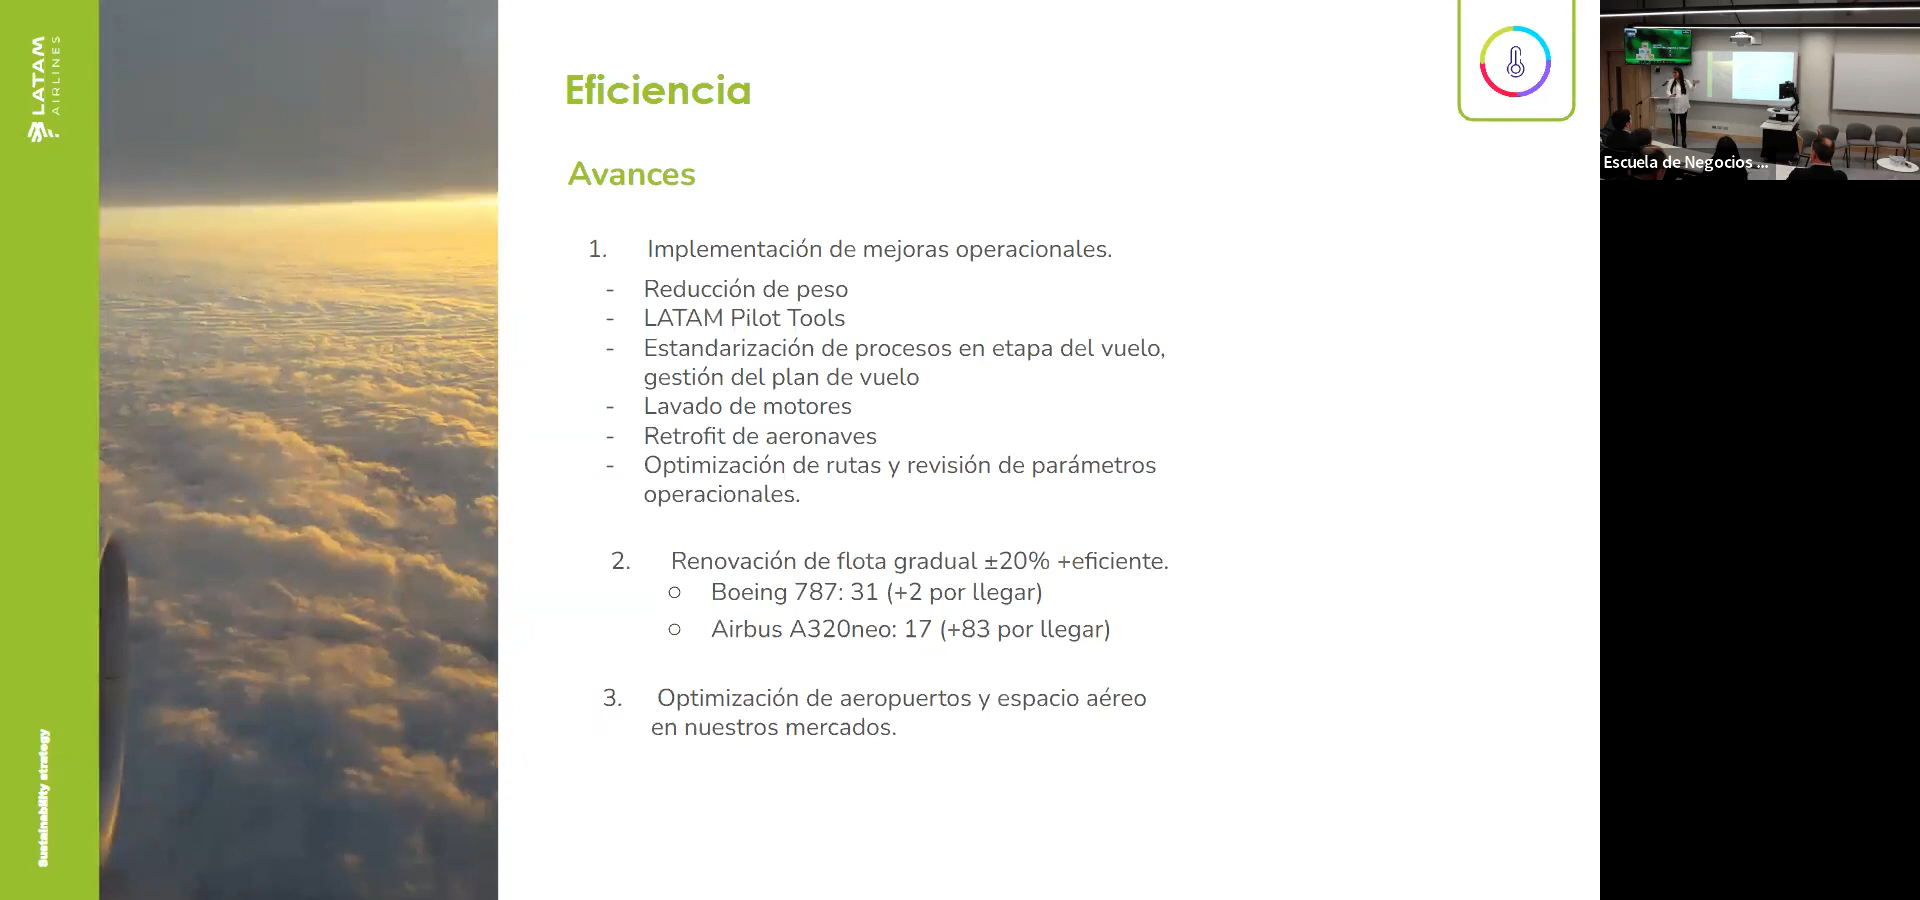 LATAM
AIRLINES
Sustainability strategy
Eficiencia
Avances
1. Implementación de mejoras operacionales.
- Reducción de peso
- LATAM Pilot Tools
- Estandarización de procesos en etapa del vuelo,
gestión del plan de vuelo
- Lavado de motores
- Retrofit de aeronaves
- Optimización de rutas y revisión de parámetros
operacionales.
2. Renovación de flota gradual ±20% +eficiente.
○ Boeing 787: 31 (+2 por llegar)
○ Airbus A320neo: 17 (+83 por llegar)
3. Optimización de aeropuertos y espacio aéreo
en nuestros mercados.
Escuela de Negocios ...